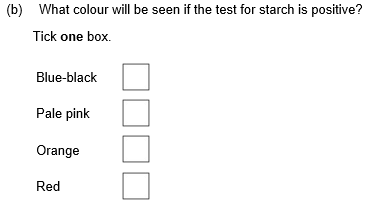 (b) What colour will be seen if the test for starch is positive?
Tick one box.
Blue-black
Pale pink
Orange
Red